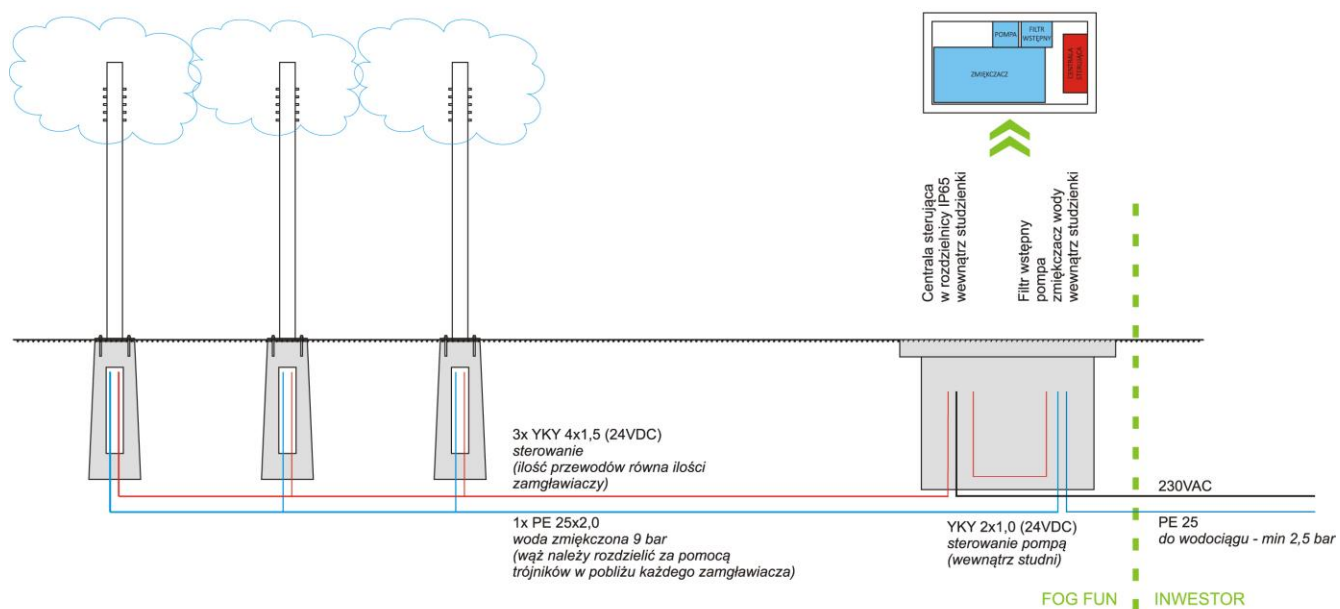 POMPA
FILTR
WSTĘPNY
ZMIĘKCZACZ
CENTRALA
STERUJĄCA
Centrala sterująca
w rozdzielnicy IP65
wewnątrz studzienki
Filtr wstępny
pompa
zmiękczacz wody
wewnątrz studzienki
3x YKY 4x1,5 (24VDC)
sterowanie
(ilość przewodów równa ilości
zamgławiaczy)
1x PE 25x2,0
woda zmiękczona 9 bar
(wąż należy rozdzielić za pomocą
trójników w pobliżu każdego zamgławiacza)
YKY 2x1,0 (24VDC)
sterowanie pompą
(wewnątrz studni)
230VAC
PE 25
do wodociągu - min 2,5 bar
FOG FUN
INWESTOR